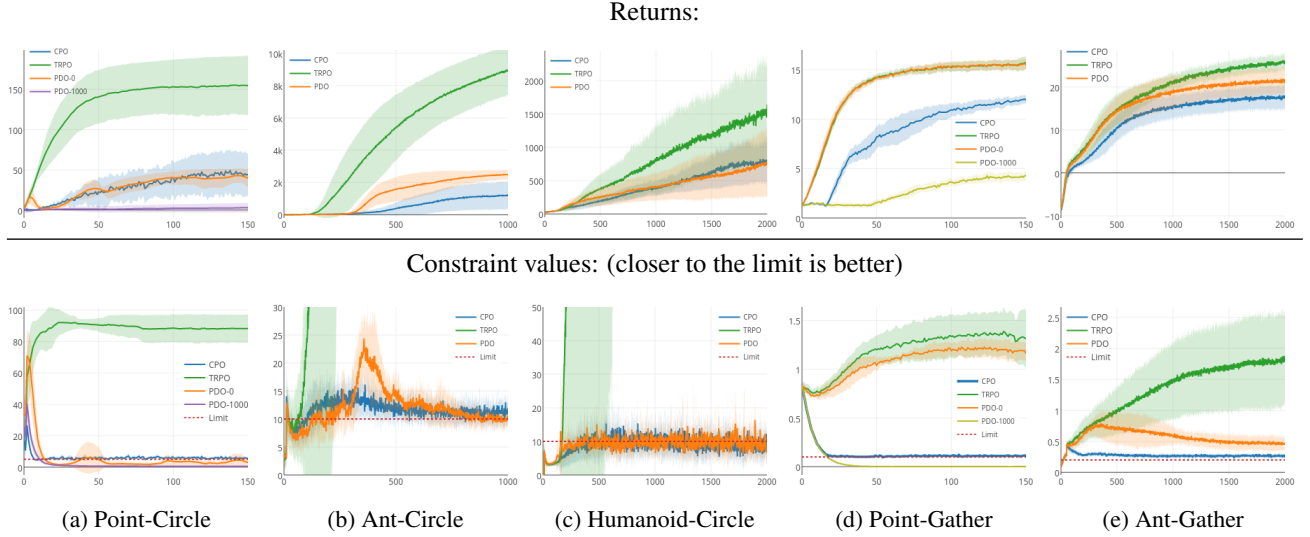 Returns:
CPO
TRPO
PDO-0
PDO-1000
150
100
50
0
0
50
100
150
CPO
TRPO
PDO
10k
8k
6k
4k
2k
0
500
1000
CPO
TRPO
PDO
2000
1500
1000
500
0
500
1000
1500
2000
CPO
TRPO
PDO-0
PDO-1000
15
10
5
0
0
50
100
150
CPO
TRPO
PDO
20
10
0
−10
0
500
1000
1500
2000
Constraint values: (closer to the limit is better)
CPO
TRPO
PDO-0
PDO-1000
Limit
100
80
60
40
20
0
0
50
100
150
CPO
TRPO
PDO
Limit
30
25
20
15
10
5
0
0
500
1000
CPO
TRPO
PDO
Limit
50
40
30
20
10
0
0
500
1000
1500
2000
CPO
TRPO
PDO-0
PDO-1000
Limit
1.5
1
0.5
0
0
50
100
150
CPO
TRPO
PDO
Limit
2.5
2
1.5
1
0.5
0
0
500
1000
1500
2000
(a) Point-Circle
(b) Ant-Circle
(c) Humanoid-Circle
(d) Point-Gather
(e) Ant-Gather